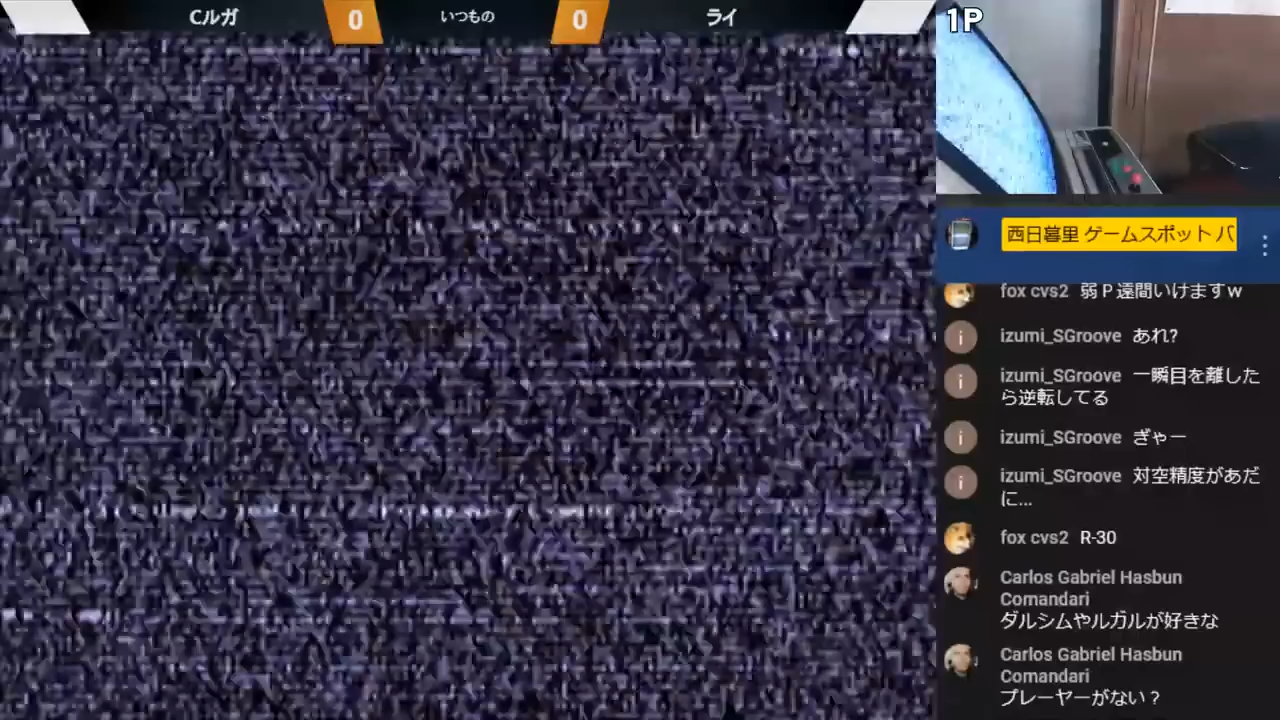 Cルガ 0 いつもの 0 ライ
1P
西日暮里 ゲームスポット バ
fox cvs2 弱P遠間いけますw
izumi_SGroove あれ?
izumi_SGroove 一瞬目を離した
ら逆転してる
izumi_SGroove ぎゃー
izumi_SGroove 対空精度があだ
に...
fox cvs2 R-30
Carlos Gabriel Hasbun
Comandari
ダルシムやルガルが好きな
Carlos Gabriel Hasbun
Comandari
プレーヤーがない？